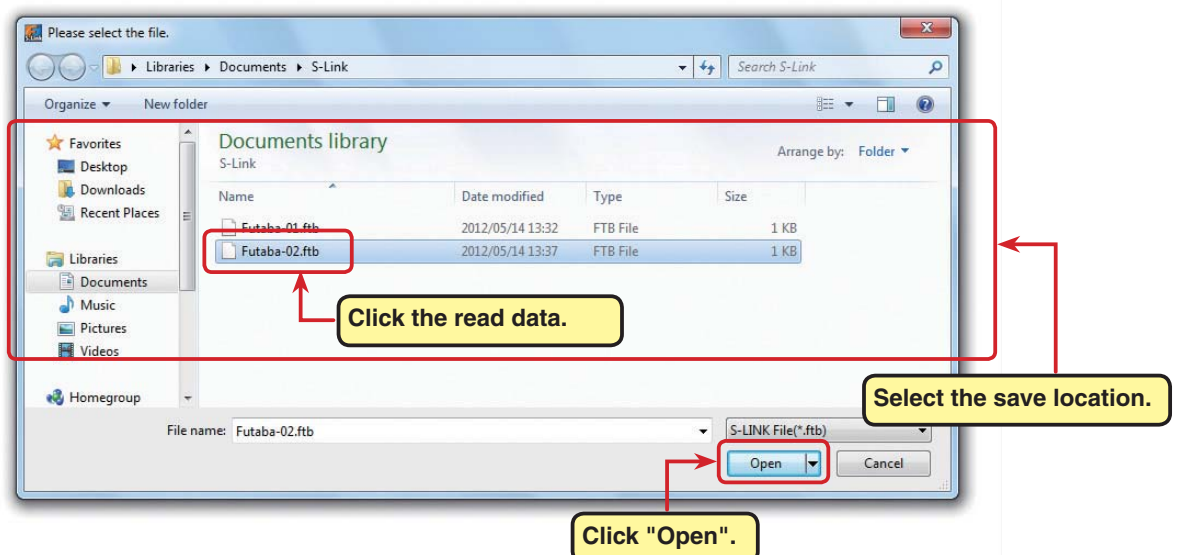 Please select the file.
Libraries Documents S-Link
Search S-Link
Organize New folder
Favorites
Desktop
Downloads
Recent Places
Libraries
Documents
Music
Pictures
Videos
Homegroup
Documents library
S-Link
Arrange by: Folder
Name Date modified Type Size
Futaba-01.ftb 2012/05/14 13:32 FTB File 1 KB
Futaba-02.ftb 2012/05/14 13:37 FTB File 1 KB
Click the read data.
Select the save location.
File name: Futaba-02.ftb
S-LINK File(*.ftb)
Open Cancel
Click "Open".